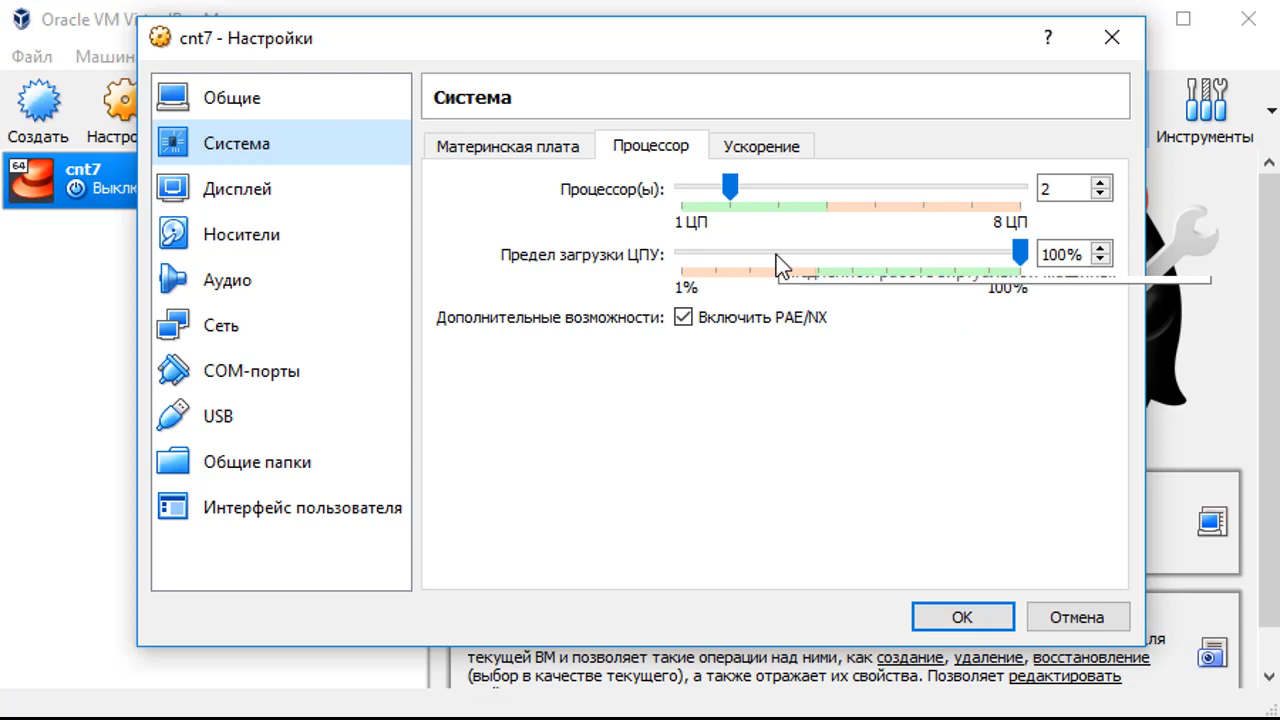 Oracle VM
cnt7 - Настройки
?
Файл
Машин
Создать
Настро
Инструменты
64
cnt7
Выклю
Общие
Система
Дисплей
Носители
Аудио
Сеть
COM-порты
USB
Общие папки
Интерфейс пользователя
Система
Материнская плата
Процессор
Ускорение
Процессор(ы):
2
1 ЦП
8 ЦП
Предел загрузки ЦПУ:
100%
1%
100%
Дополнительные возможности:
Включить PAE/NX
OK
Отмена
ля
текущей ВМ и позволяет такие операции над ними, как создание, удаление, восстановление
(выбор в качестве текущего), а также отражает их свойства. Позволяет редактировать